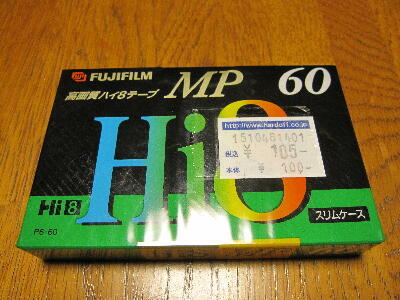 FUJIFILM MP 60
高画質ハイ8テープ
http://www.hardoff.co.jp
1510461401
税込 ¥ 105-
本体 ¥ 100-
Hi8
Hi8
スリムケース
P6-60